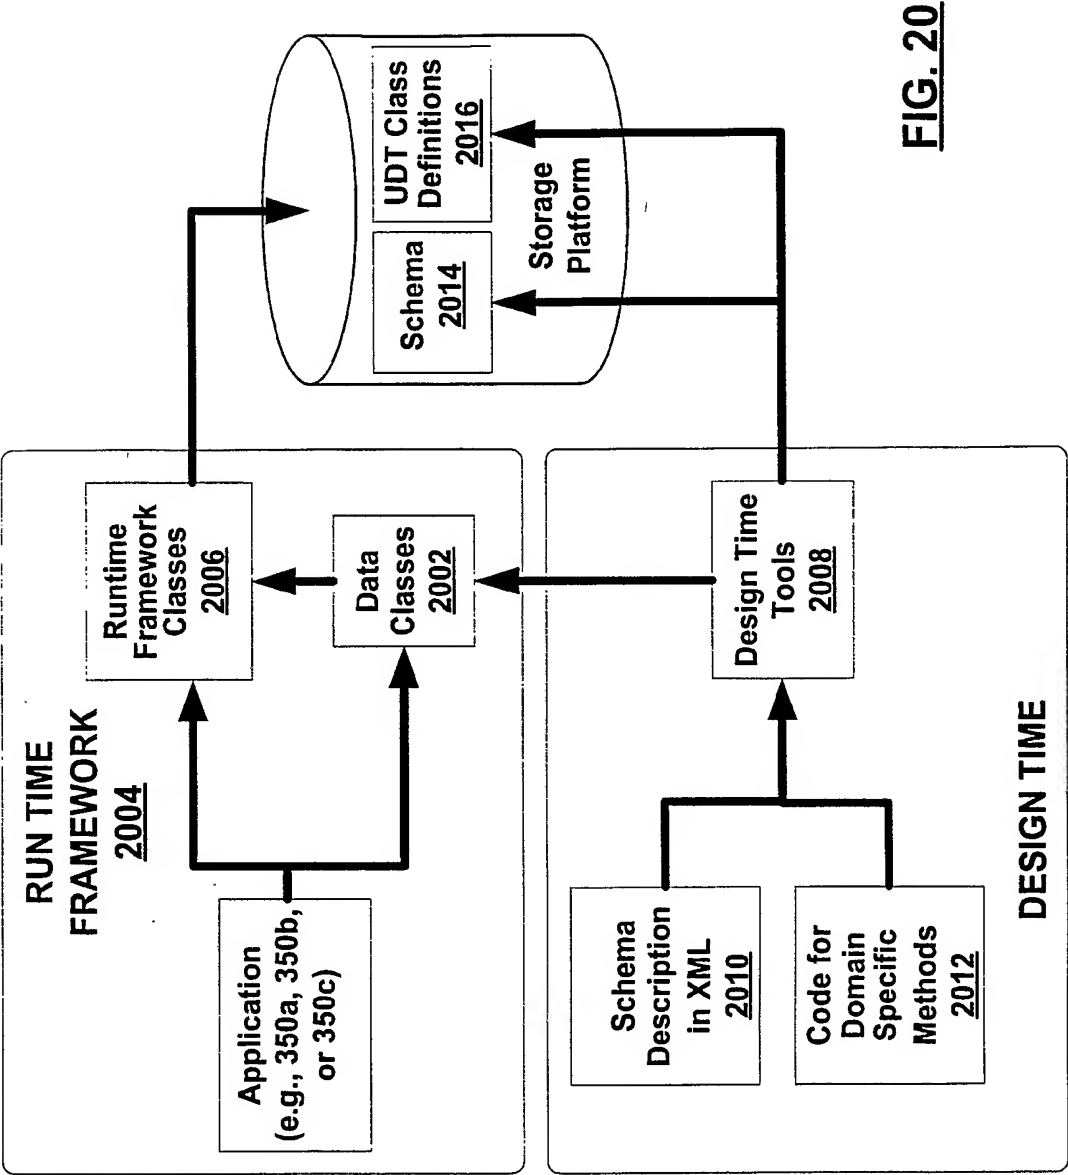 RUN TIME
FRAMEWORK
2004
Application
(e.g., 350a, 350b,
or 350c)
Runtime
Framework
Classes
2006
Data
Classes
2002
Schema
2014
UDT Class
Definitions
2016
Storage
Platform
Schema
Description
in XML
2010
Code for
Domain
Specific
Methods
2012
Design Time
Tools
2008
DESIGN TIME
FIG. 20